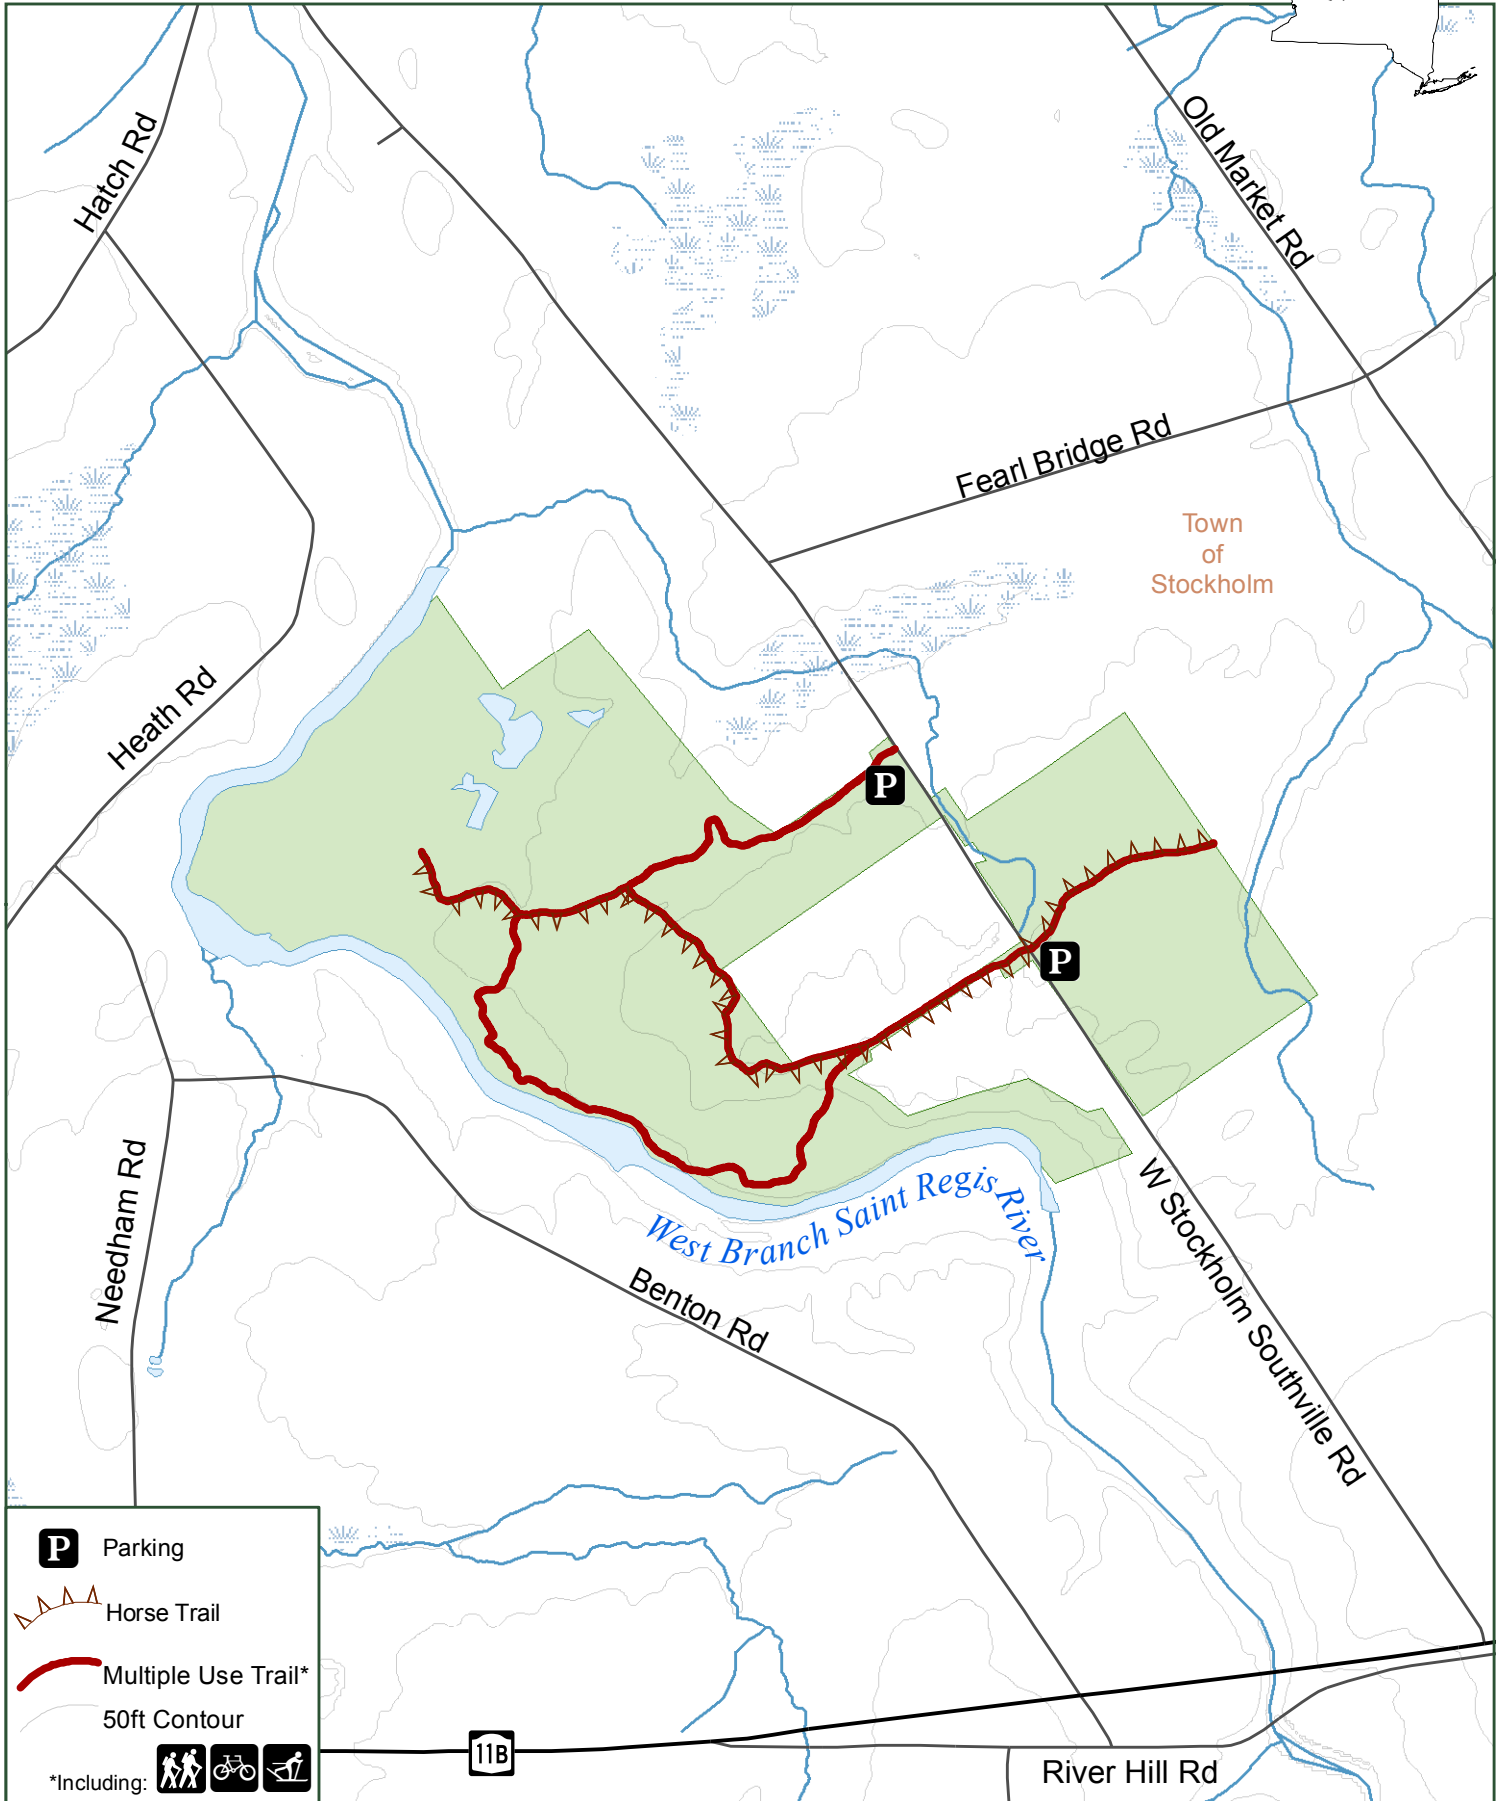 Hatch Rd
Old Market Rd
Fearl Bridge Rd
Town
of
Stockholm
Heath Rd
P
P
West Branch Saint Regis River
W Stockholm Southville Rd
Needham Rd
Benton Rd
P Parking
Horse Trail
Multiple Use Trail*
50ft Contour
*Including:
11B
River Hill Rd